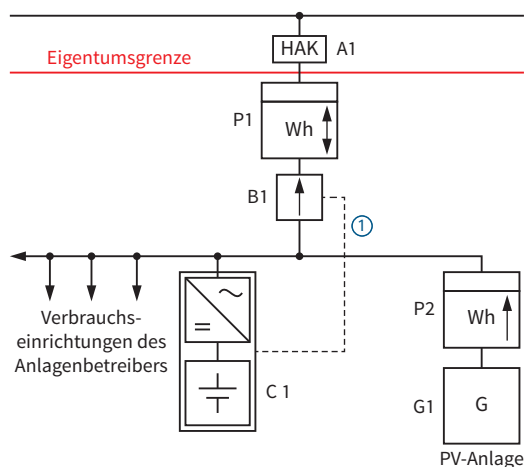 HAK A1
Eigentumsgrenze
P1
Wh
B1
1
Verbrauchs-
einrichtungen des
Anlagenbetreibers
C 1
P2
Wh
G1
G
PV-Anlage